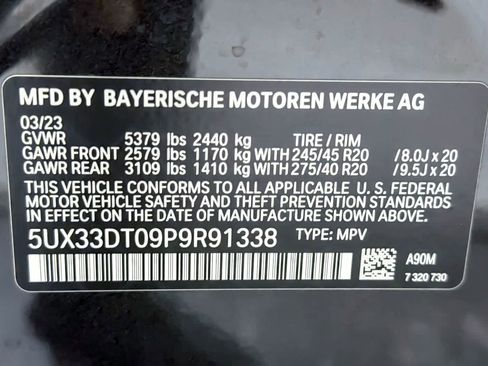 MFD BY BAYERISCHE MOTOREN WERKE AG
03/23
GVWR 5379 lbs 2440 kg TIRE / RIM
GAWR FRONT 2579 lbs 1170 kg WITH 245/45 R20 /8.0J x 20
GAWR REAR 3109 lbs 1410 kg WITH 275/40 R20 /9.5J x 20
THIS VEHICLE CONFORMS TO ALL APPLICABLE U. S. FEDERAL
MOTOR VEHICLE SAFETY AND THEFT PREVENTION STANDARDS
IN EFFECT ON THE DATE OF MANUFACTURE SHOWN ABOVE.
5UX33DT09P9R91338 TYPE: MPV
A90M
7 320 730